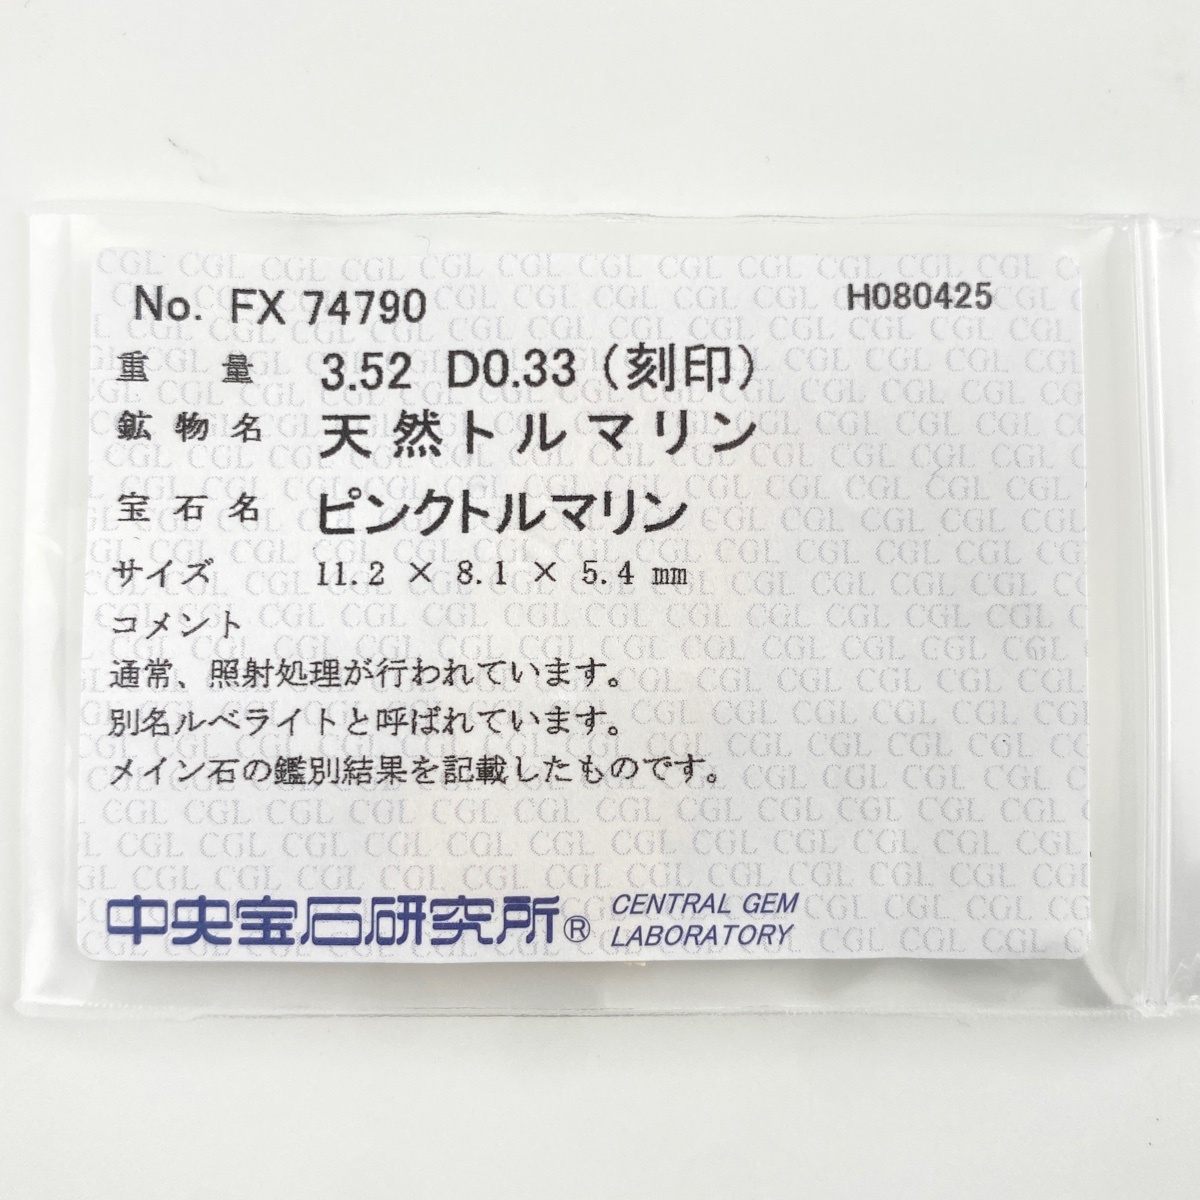 No. FX 74790 H080425
重量 3.52 D0.33(刻印)
鉱物名 天然トルマリン
宝石名 ピンクトルマリン
サイズ 11.2 × 8.1 × 5.4 mm
コメント
通常、照射処理が行われています。
別名ルベライトと呼ばれています。
メイン石の鑑別結果を記載したものです。
中央宝石研究所® CENTRAL GEM
LABORATORY